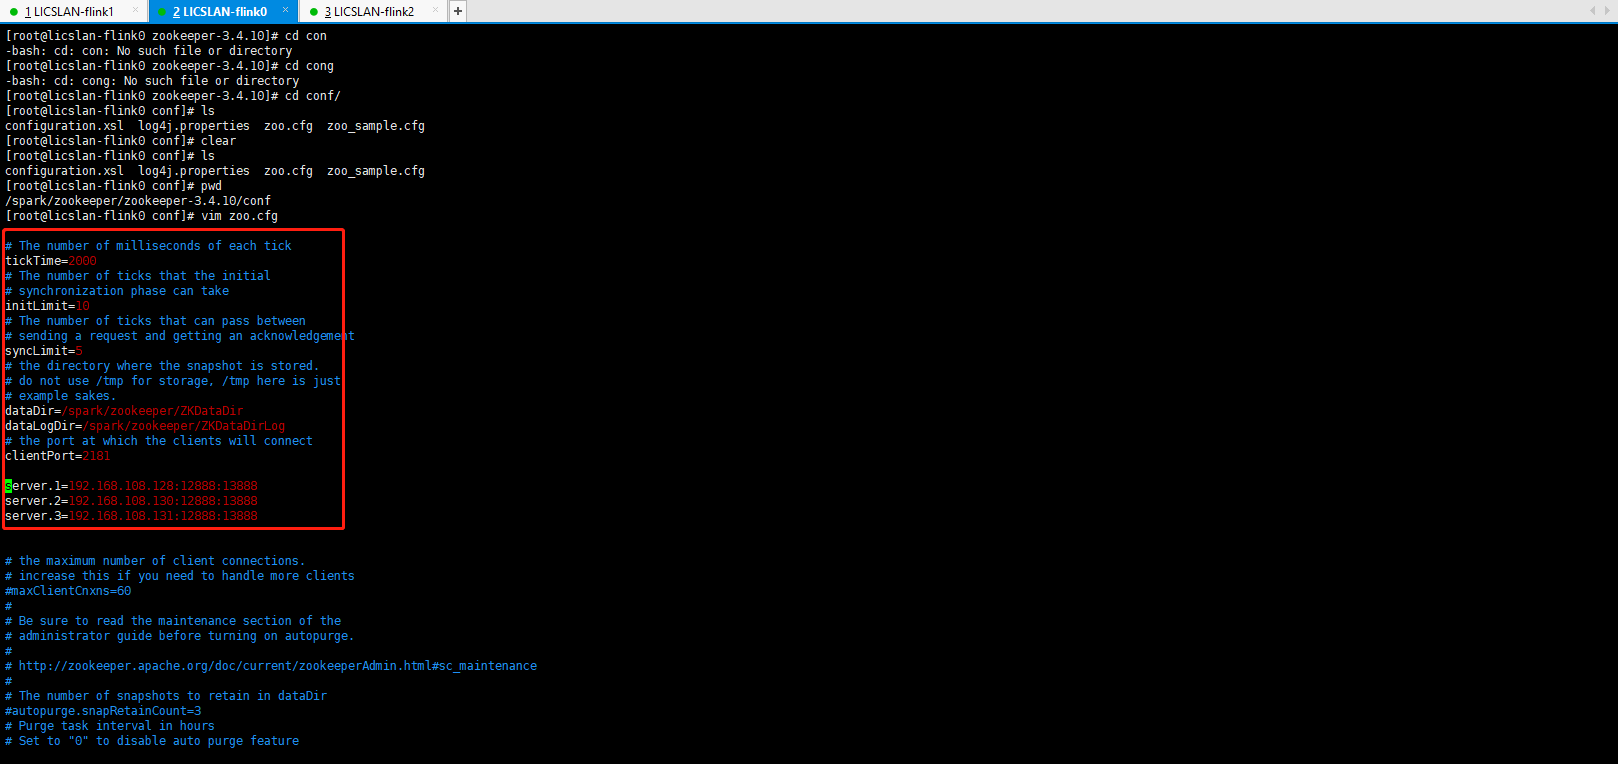 1 LICSLAN-flink1 × 2 LICSLAN-flink0 × 3 LICSLAN-flink2 × +
[root@licslan-flink0 zookeeper-3.4.10]# cd con
-bash: cd: con: No such file or directory
[root@licslan-flink0 zookeeper-3.4.10]# cd cong
-bash: cd: cong: No such file or directory
[root@licslan-flink0 zookeeper-3.4.10]# cd conf/
[root@licslan-flink0 conf]# ls
configuration.xsl  log4j.properties  zoo.cfg  zoo_sample.cfg
[root@licslan-flink0 conf]# clear
[root@licslan-flink0 conf]# ls
configuration.xsl  log4j.properties  zoo.cfg  zoo_sample.cfg
[root@licslan-flink0 conf]# pwd
/spark/zookeeper/zookeeper-3.4.10/conf
[root@licslan-flink0 conf]# vim zoo.cfg
# The number of milliseconds of each tick
tickTime=2000
# The number of ticks that the initial
# synchronization phase can take
initLimit=10
# The number of ticks that can pass between
# sending a request and getting an acknowledgement
syncLimit=5
# the directory where the snapshot is stored.
# do not use /tmp for storage, /tmp here is just
# example sakes.
dataDir=/spark/zookeeper/ZKDataDir
dataLogDir=/spark/zookeeper/ZKDataDirLog
# the port at which the clients will connect
clientPort=2181
server.1=192.168.108.128:12888:13888
server.2=192.168.108.130:12888:13888
server.3=192.168.108.131:12888:13888
# the maximum number of client connections.
# increase this if you need to handle more clients
#maxClientCnxns=60
#
# Be sure to read the maintenance section of the
# administrator guide before turning on autopurge.
#
# http://zookeeper.apache.org/doc/current/zookeeperAdmin.html#sc_maintenance
#
# The number of snapshots to retain in dataDir
#autopurge.snapRetainCount=3
# Purge task interval in hours
# Set to "0" to disable auto purge feature